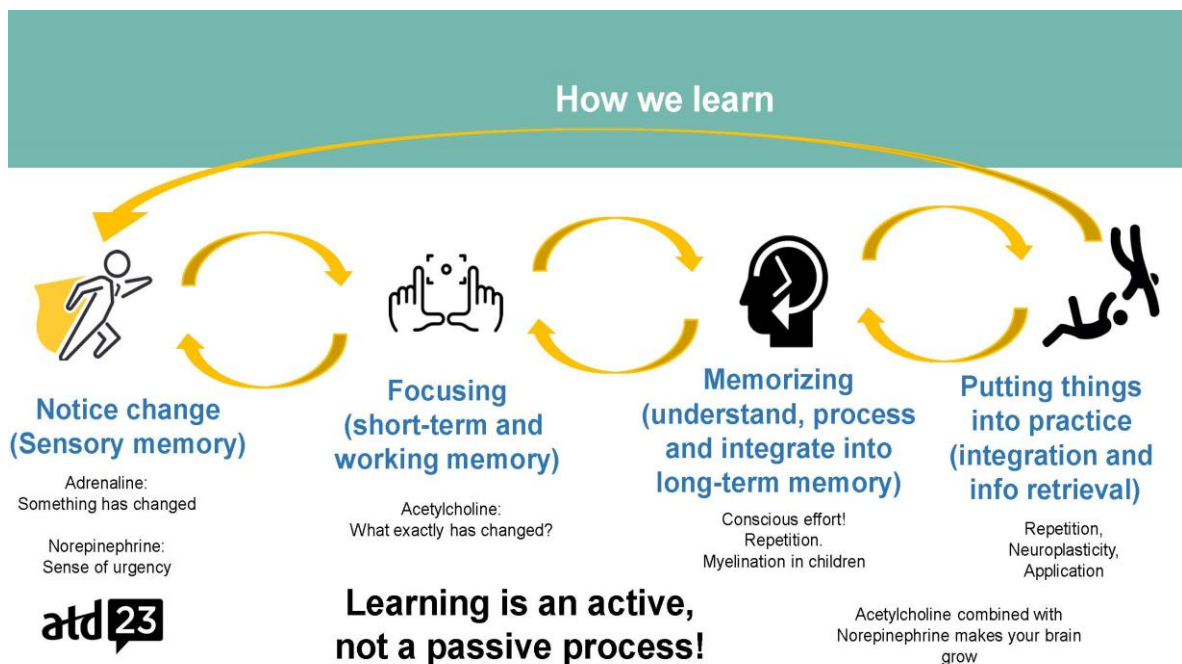 How we learn
Notice change
(Sensory memory)
Adrenaline:
Something has changed
Norepinephrine:
Sense of urgency
Focusing
(short-term and
working memory)
Acetylcholine:
What exactly has changed?
Memorizing
(understand, process
and integrate into
long-term memory)
Conscious effort!
Repetition.
Myelination in children
Putting things
into practice
(integration and
info retrieval)
Repetition,
Neuroplasticity,
Application
Acetylcholine combined with
Norepinephrine makes your brain
grow
Learning is an active,
not a passive process!
atd 23